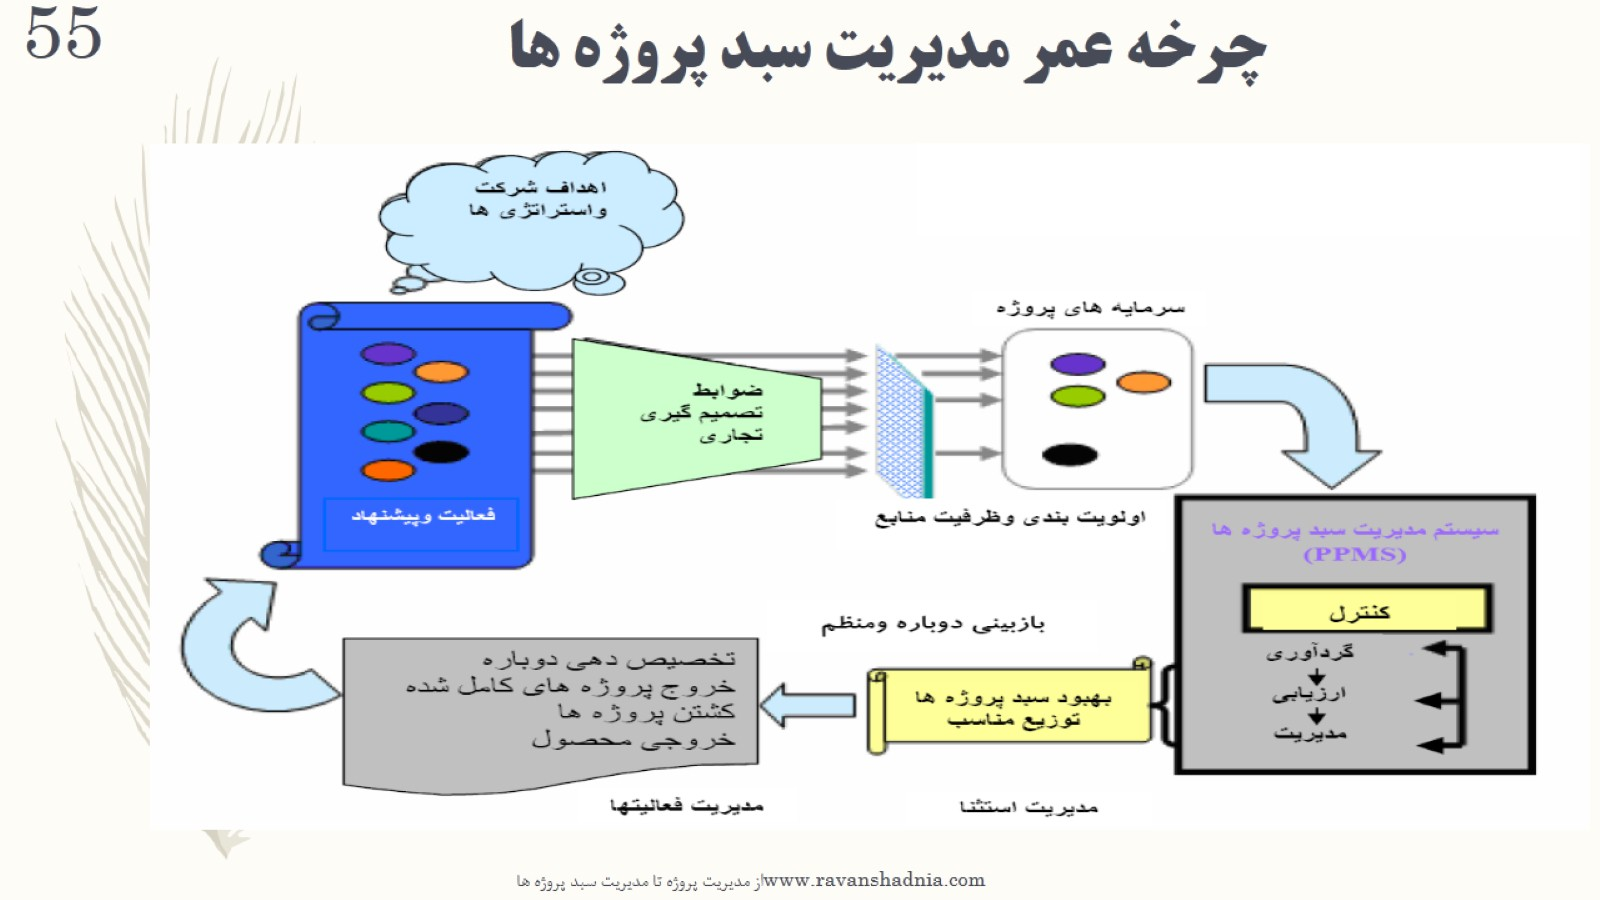 55
چرخه عمر مدیریت سبد پروژه ها
اهداف شرکت
واستراتژی ها
سرمایه های پروژه
ضوابط
تصمیم گیری
تجاری
فعالیت وپیشنهاد
اولویت بندی وظرفیت منابع
سیستم مدیریت سبد پروژه ها
(PPMS)
کنترل
گردآوری
ارزیابی
مدیریت
بازبینی دوباره ومنظم
بهبود سبد پروژه ها
توزیع مناسب
تخصیص دهی دوباره
خروج پروژه های کامل شده
کشتن پروژه ها
خروجی محصول
مدیریت استثنا
مدیریت فعالیتها
www.ravanshadnia.comاز مدیریت پروژه تا مدیریت سبد پروژه ها